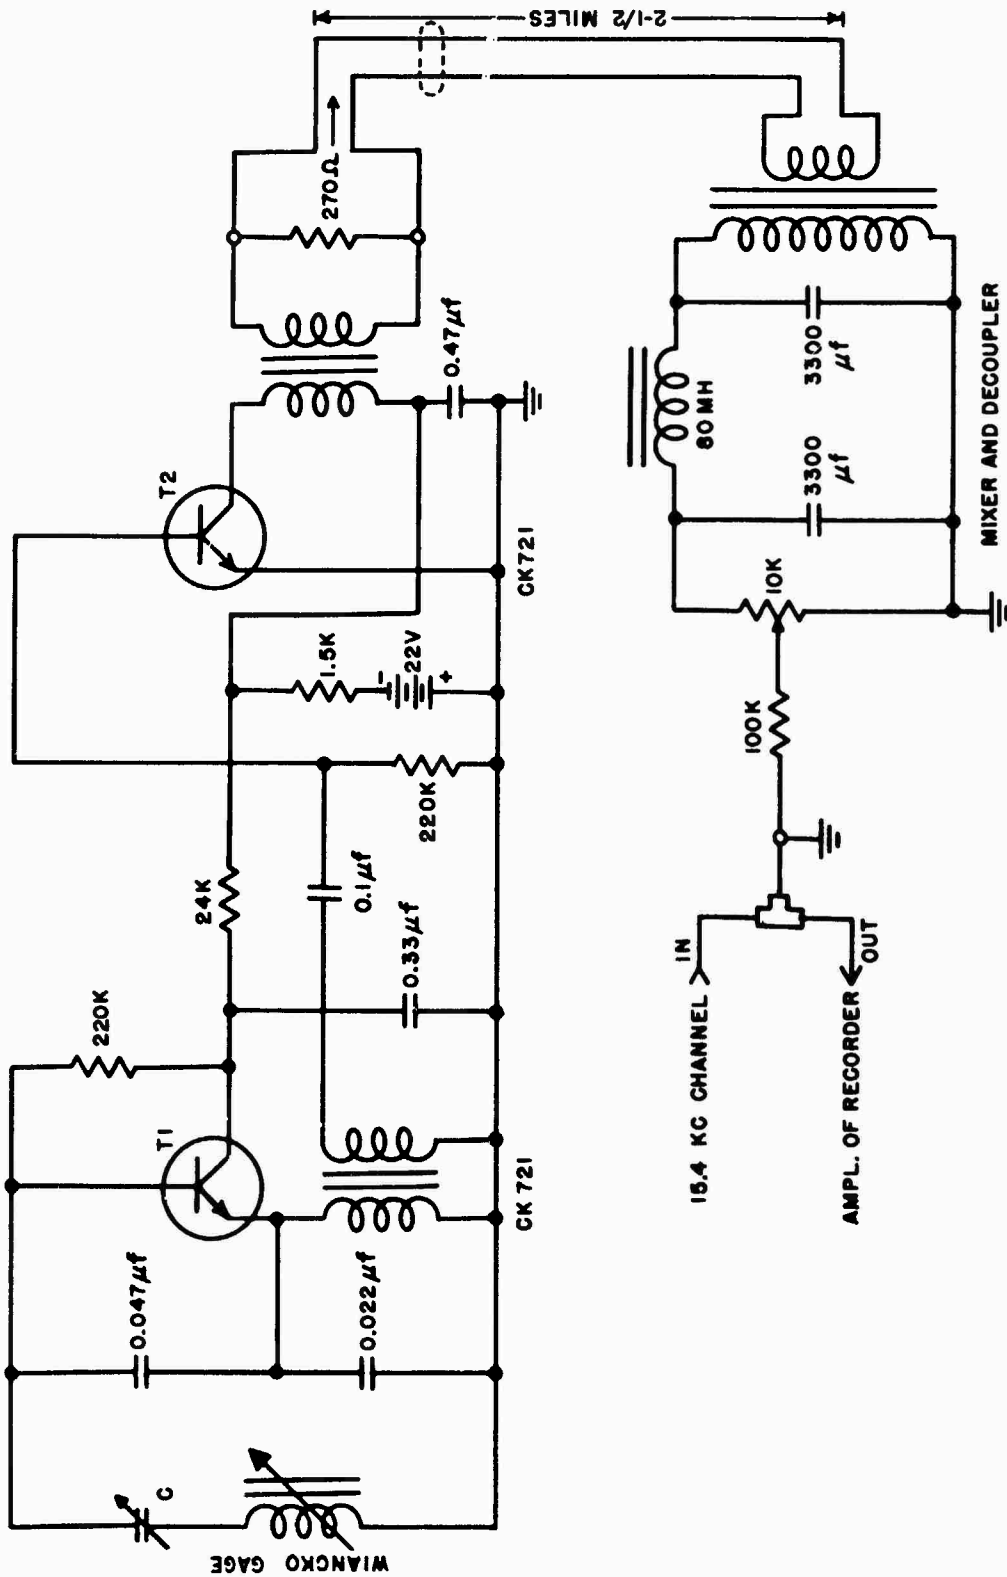 WIANCKO GAGE
C
0.047μf
0.022μf
T1
220K
CK 721
24K
0.33μf
0.1μf
220K
1.5K
-
22V
+
T2
CK721
0.47μf
270Ω
2-1/2 MILES
15.4 KC CHANNEL
IN
AMPL. OF RECORDER
OUT
100K
10K
80 MH
3300
μf
3300
μf
MIXER AND DECOUPLER